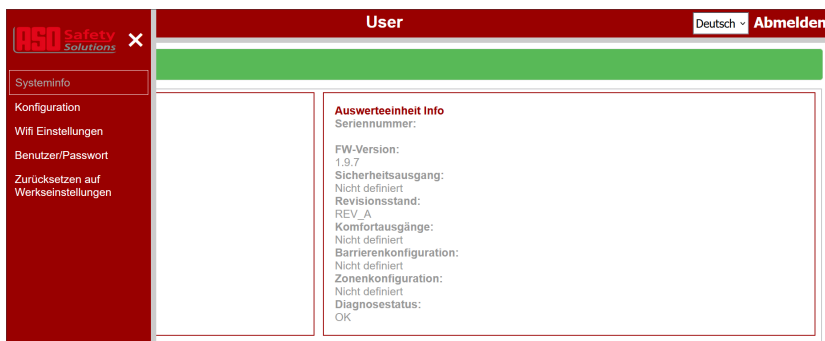 User
Deutsch
Abmelden
ASO Safety
Solutions
×
Systeminfo
Konfiguration
Wifi Einstellungen
Benutzer/Passwort
Zurücksetzen auf
Werkseinstellungen
Auswerteeinheit Info
Seriennummer:
FW-Version:
1.9.7
Sicherheitsausgang:
Nicht definiert
Revisionsstand:
REV_A
Komfortausgänge:
Nicht definiert
Barrierenkonfiguration:
Nicht definiert
Zonenkonfiguration:
Nicht definiert
Diagnosestatus:
OK